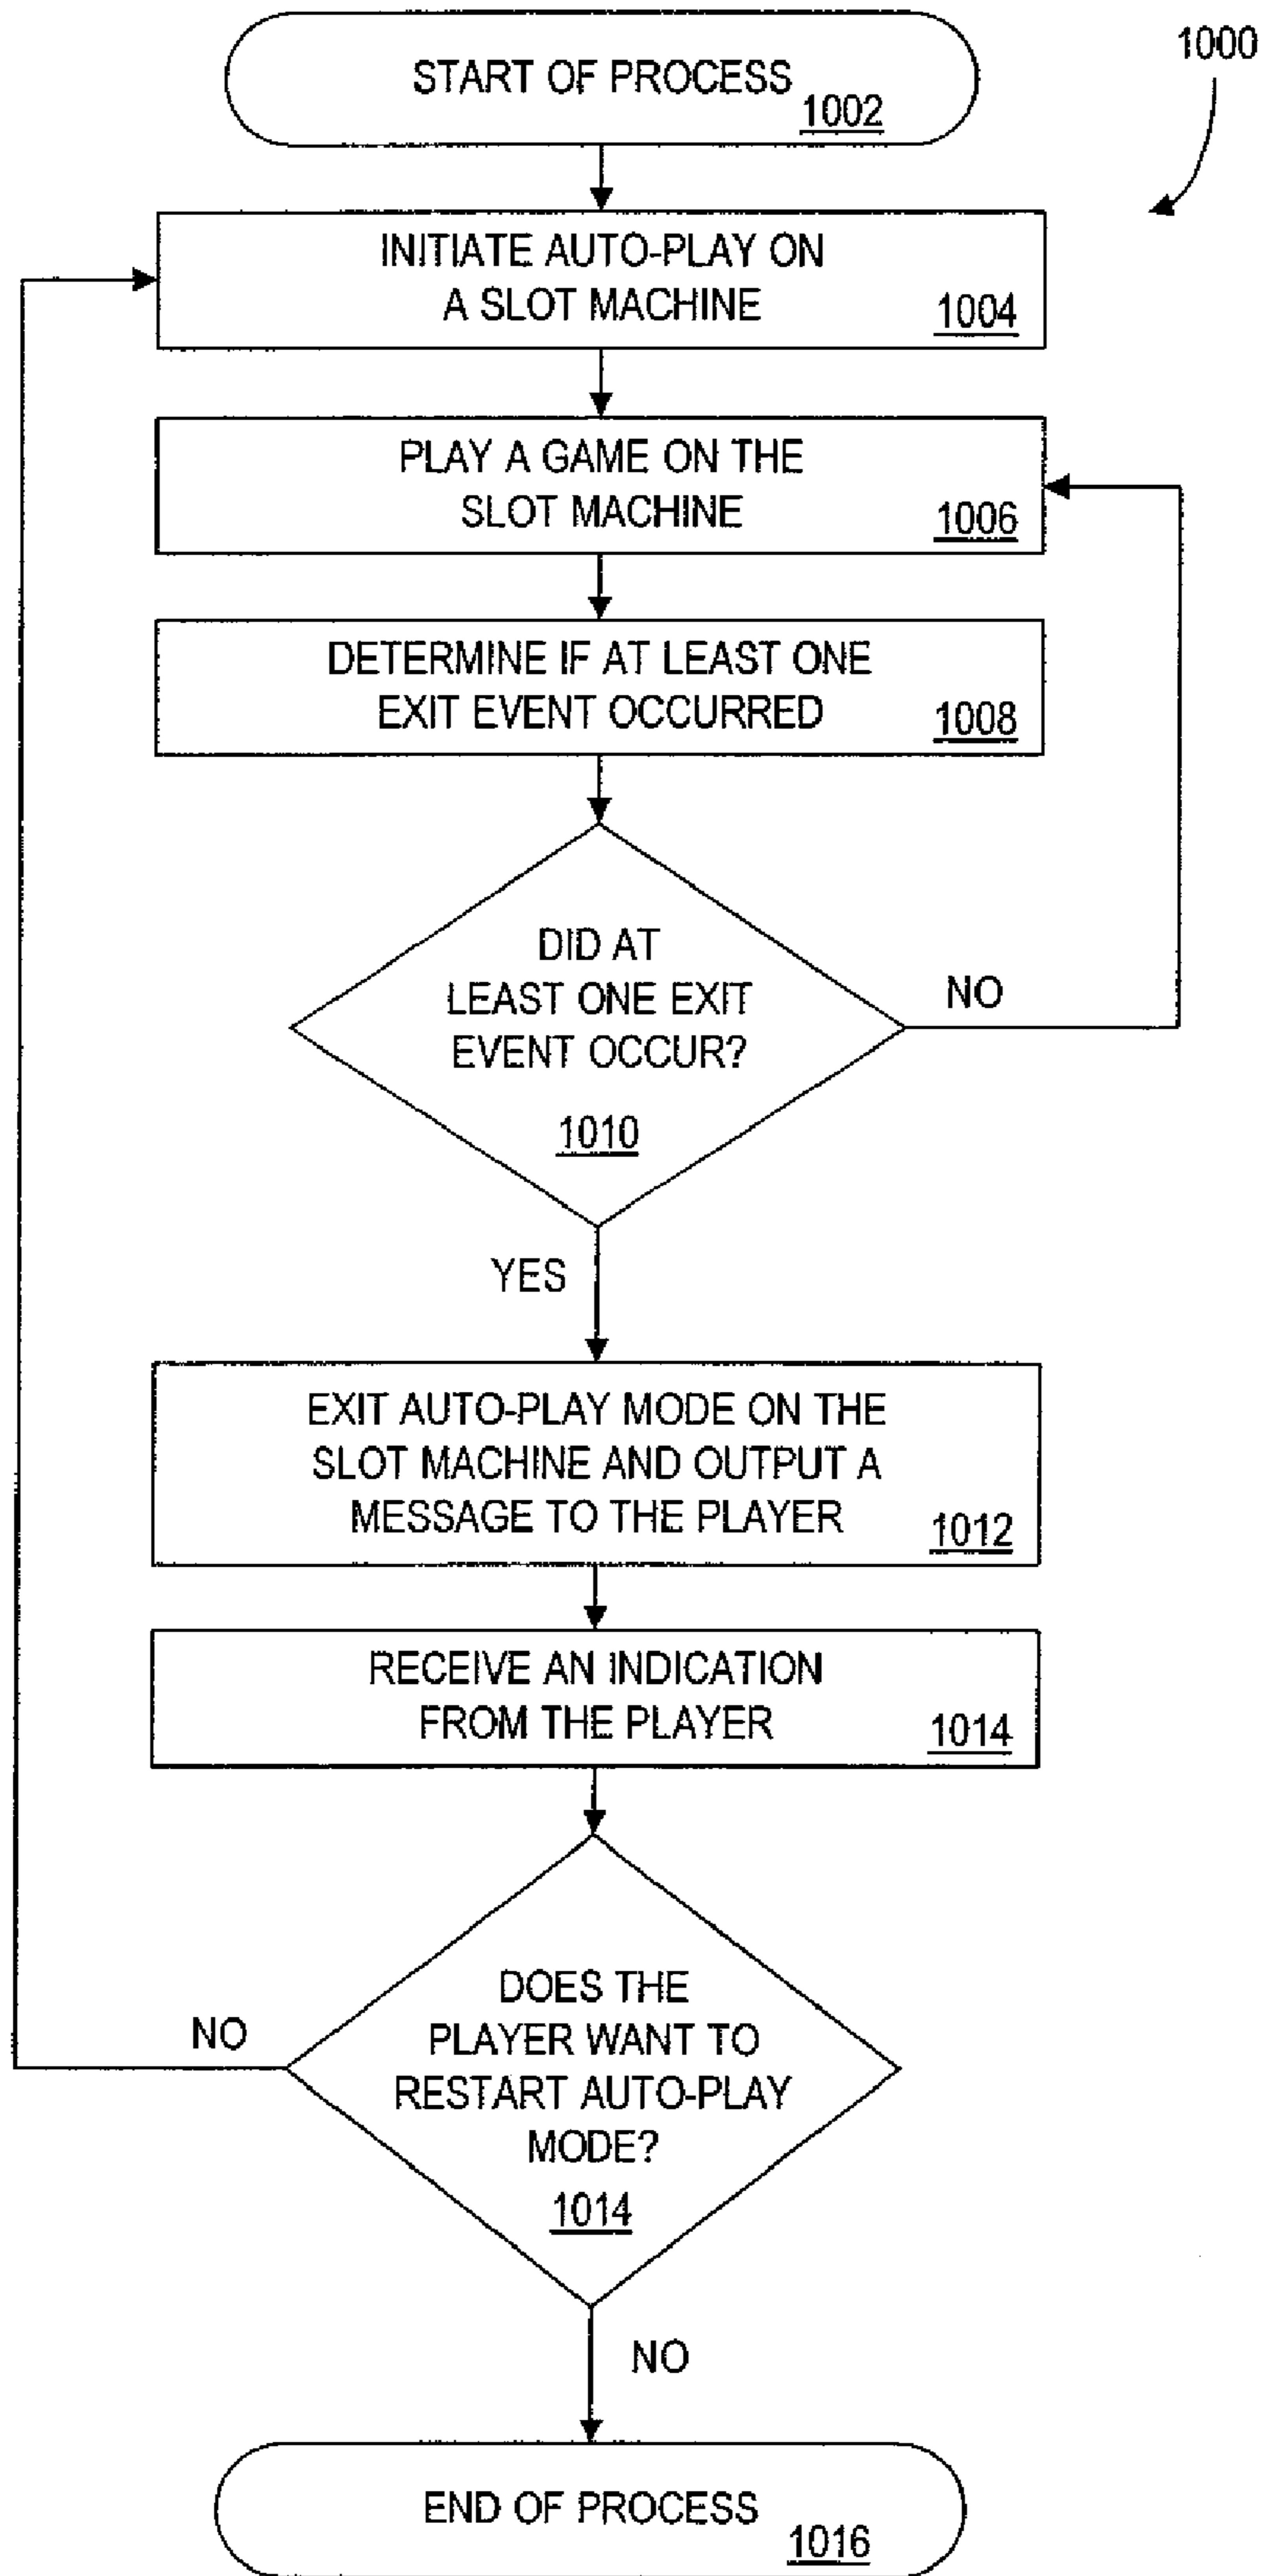 1000
START OF PROCESS
1002
INITIATE AUTO-PLAY ON
A SLOT MACHINE
1004
PLAY A GAME ON THE
SLOT MACHINE
1006
DETERMINE IF AT LEAST ONE
EXIT EVENT OCCURRED
1008
DID AT
LEAST ONE EXIT
EVENT OCCUR?
1010
NO
YES
EXIT AUTO-PLAY MODE ON THE
SLOT MACHINE AND OUTPUT A
MESSAGE TO THE PLAYER
1012
RECEIVE AN INDICATION
FROM THE PLAYER
1014
DOES THE
PLAYER WANT TO
RESTART AUTO-PLAY
MODE?
1014
NO
NO
END OF PROCESS
1016